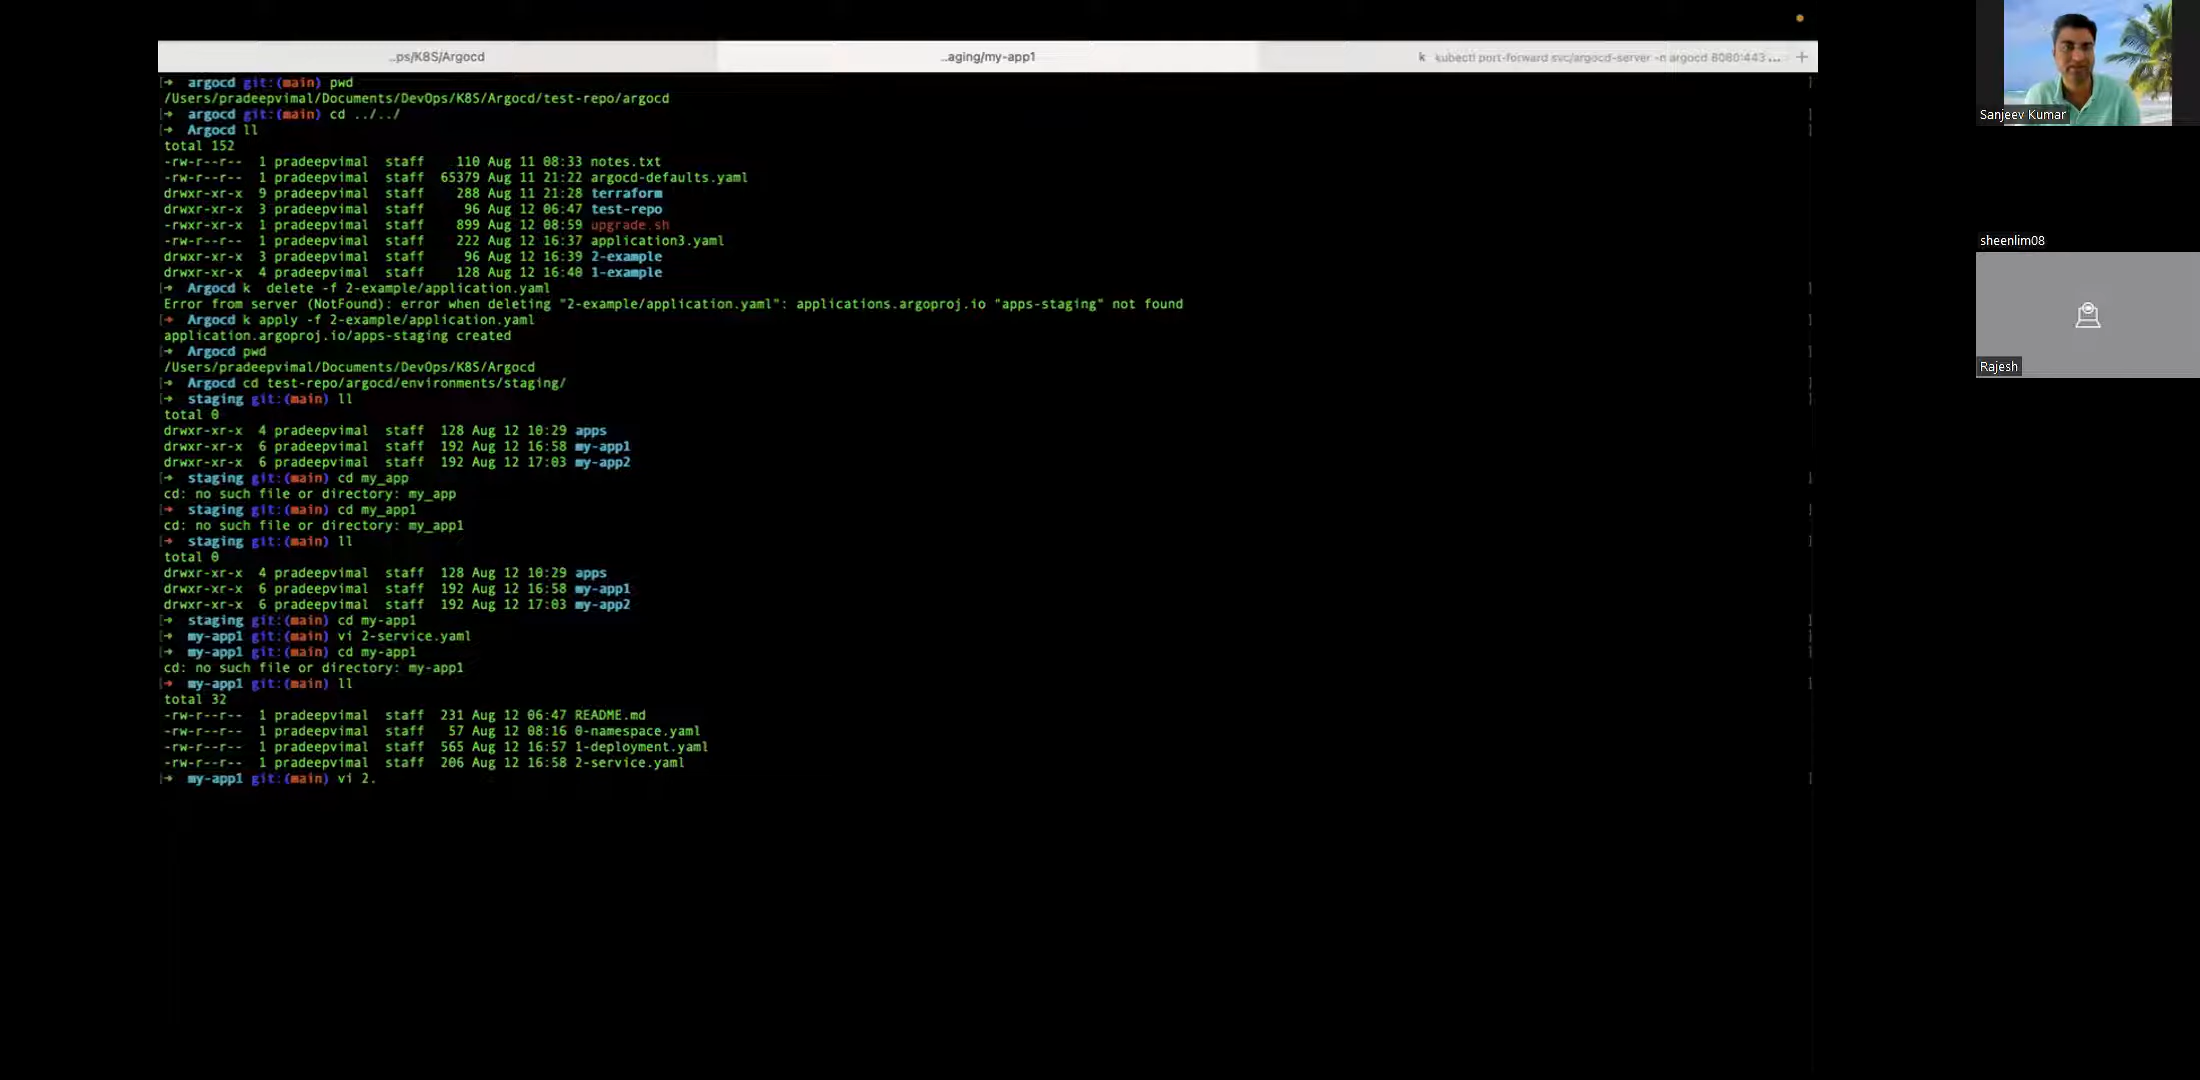 ..ps/K8S/Argocd
..aging/my-app1
k kubectl port-forward svc/argocd-server -n argocd 8080:443 ... +
[➜ argocd git:(main) pwd ]
/Users/pradeepvimal/Documents/DevOps/K8S/Argocd/test-repo/argocd
[➜ argocd git:(main) cd ../../ ]
[➜ Argocd ll ]
total 152
-rw-r--r-- 1 pradeepvimal staff 110 Aug 11 08:33 notes.txt
-rw-r--r-- 1 pradeepvimal staff 65379 Aug 11 21:22 argocd-defaults.yaml
drwxr-xr-x 9 pradeepvimal staff 288 Aug 11 21:28 terraform
drwxr-xr-x 3 pradeepvimal staff 96 Aug 12 06:47 test-repo
-rwxr-xr-x 1 pradeepvimal staff 899 Aug 12 08:59 upgrade.sh
-rw-r--r-- 1 pradeepvimal staff 222 Aug 12 16:37 application3.yaml
drwxr-xr-x 3 pradeepvimal staff 96 Aug 12 16:39 2-example
drwxr-xr-x 4 pradeepvimal staff 128 Aug 12 16:40 1-example
[➜ Argocd k delete -f 2-example/application.yaml ]
Error from server (NotFound): error when deleting "2-example/application.yaml": applications.argoproj.io "apps-staging" not found
[➜ Argocd k apply -f 2-example/application.yaml ]
application.argoproj.io/apps-staging created
[➜ Argocd pwd ]
/Users/pradeepvimal/Documents/DevOps/K8S/Argocd
[➜ Argocd cd test-repo/argocd/environments/staging/ ]
[➜ staging git:(main) ll ]
total 0
drwxr-xr-x 4 pradeepvimal staff 128 Aug 12 10:29 apps
drwxr-xr-x 6 pradeepvimal staff 192 Aug 12 16:58 my-app1
drwxr-xr-x 6 pradeepvimal staff 192 Aug 12 17:03 my-app2
[➜ staging git:(main) cd my_app ]
cd: no such file or directory: my_app
[➜ staging git:(main) cd my_app1 ]
cd: no such file or directory: my_app1
[➜ staging git:(main) ll ]
total 0
drwxr-xr-x 4 pradeepvimal staff 128 Aug 12 10:29 apps
drwxr-xr-x 6 pradeepvimal staff 192 Aug 12 16:58 my-app1
drwxr-xr-x 6 pradeepvimal staff 192 Aug 12 17:03 my-app2
[➜ staging git:(main) cd my-app1 ]
[➜ my-app1 git:(main) vi 2-service.yaml ]
[➜ my-app1 git:(main) cd my-app1 ]
cd: no such file or directory: my-app1
[➜ my-app1 git:(main) ll ]
total 32
-rw-r--r-- 1 pradeepvimal staff 231 Aug 12 06:47 README.md
-rw-r--r-- 1 pradeepvimal staff 57 Aug 12 08:16 0-namespace.yaml
-rw-r--r-- 1 pradeepvimal staff 565 Aug 12 16:57 1-deployment.yaml
-rw-r--r-- 1 pradeepvimal staff 206 Aug 12 16:58 2-service.yaml
[➜ my-app1 git:(main) vi 2. ]
Sanjeev Kumar
sheenlim08
Rajesh